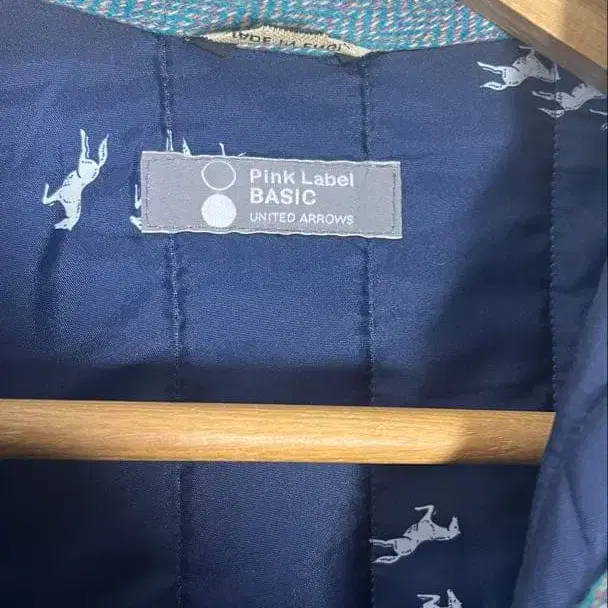 Pink Label
BASIC
UNITED ARROWS